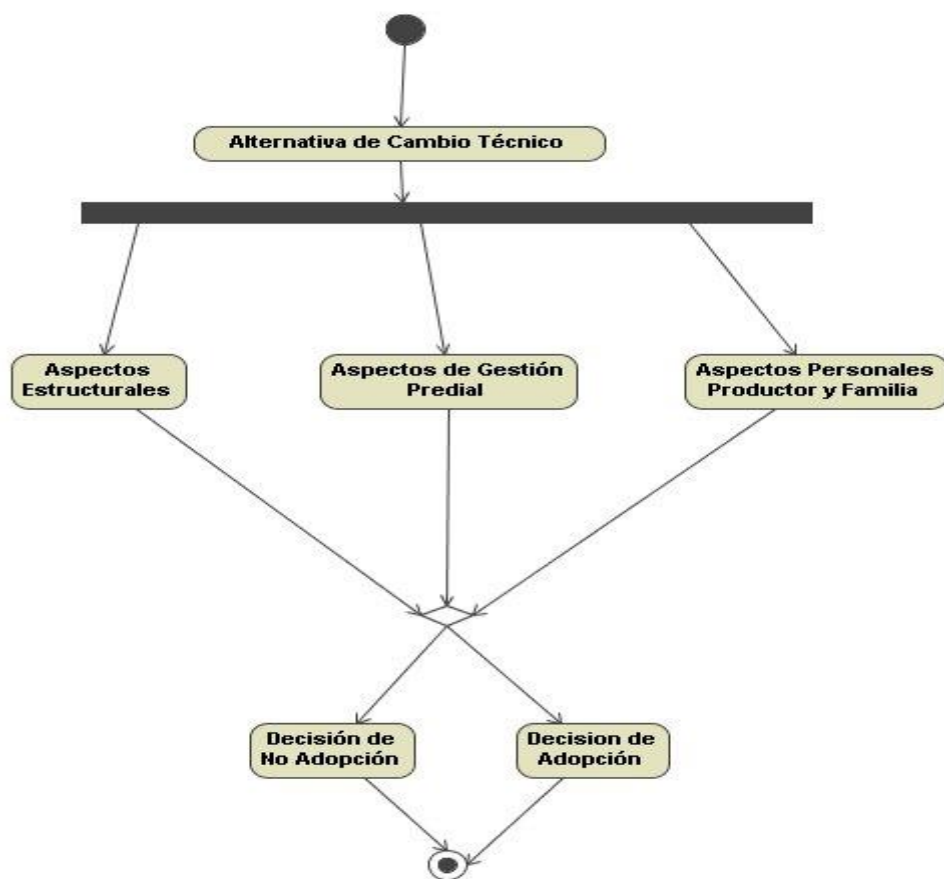 Alternativa de Cambio Técnico
Aspectos
Estructurales
Aspectos de Gestión
Predial
Aspectos Personales
Productor y Familia
Decisión de
No Adopción
Decision de
Adopción